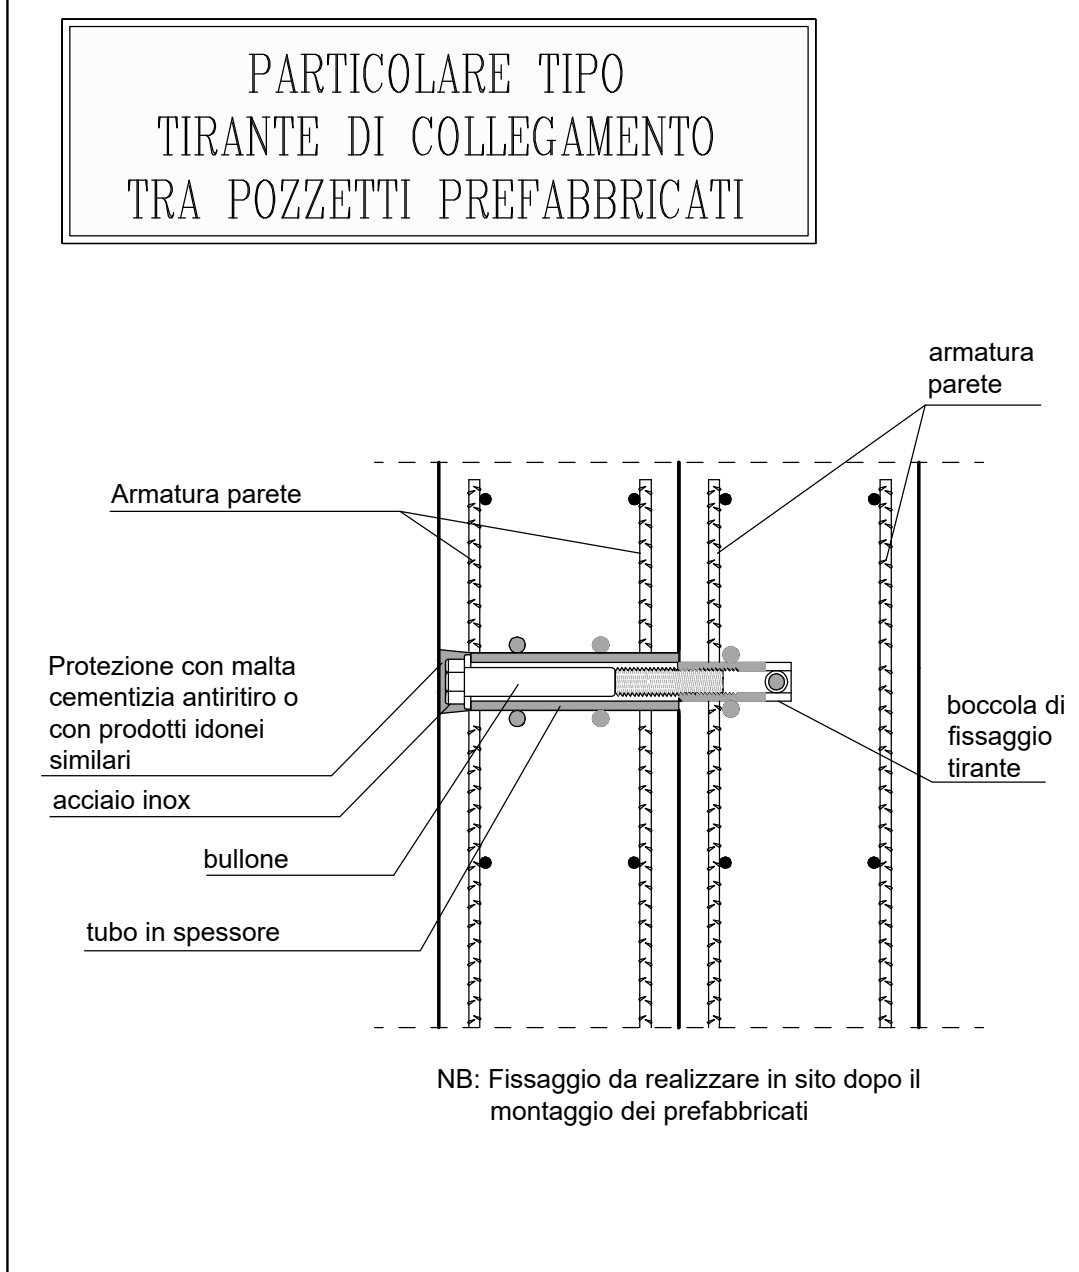 PARTICOLARE TIPO
TIRANTE DI COLLEGAMENTO
TRA POZZETTI PREFABBRICATI
armatura
parete
Armatura parete
Protezione con malta
cementizia antiritiro o
con prodotti idonei
similari
acciaio inox
bullone
tubo in spessore
boccola di
fissaggio
tirante
NB: Fissaggio da realizzare in sito dopo il
montaggio dei prefabbricati